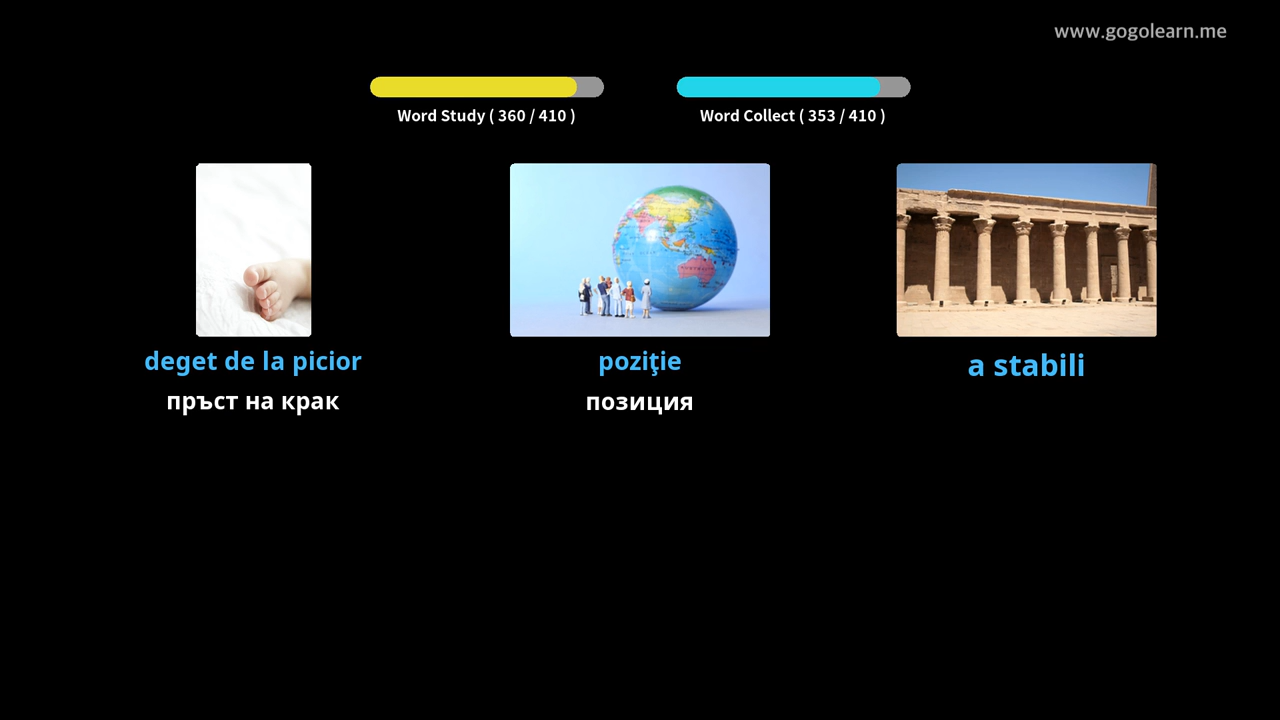 www.gogolearn.me
Word Study ( 360 / 410 )
Word Collect ( 353 / 410 )
deget de la picior
пръст на крак
poziţie
позиция
a stabili